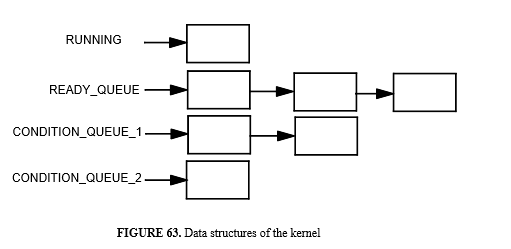 RUNNING
READY_QUEUE
CONDITION_QUEUE_1
CONDITION_QUEUE_2
FIGURE 63. Data structures of the kernel